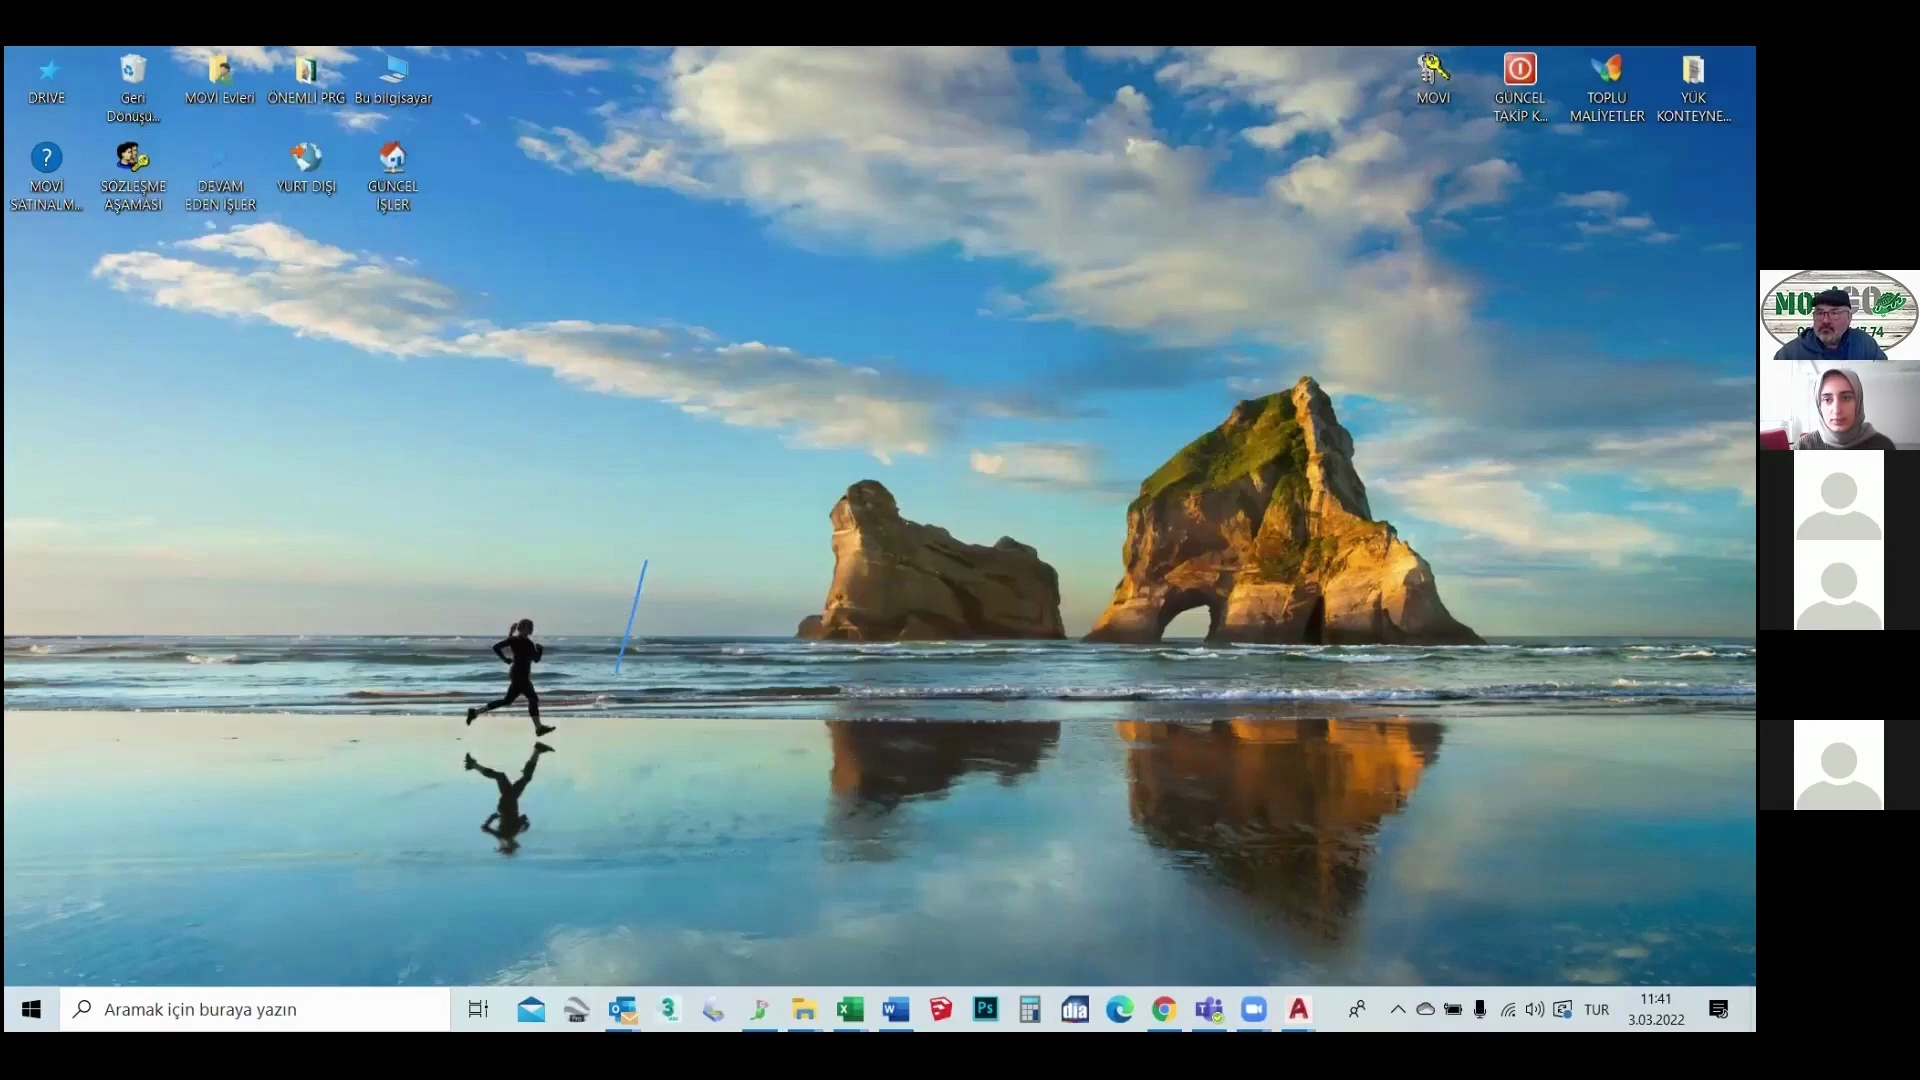 DRIVE
Geri
Dönüşü...
MOVİ Evleri
ÖNEMLİ PRG
Bu bilgisayar
MOVI
GÜNCEL
TAKİP K...
TOPLU
MALİYETLER
YÜK
KONTEYNE...
MOVİ
SATINALM...
SÖZLEŞME
AŞAMASI
DEVAM
EDEN İŞLER
YURT DIŞI
GÜNCEL
İŞLER
Aramak için buraya yazın
Ps
dia
TUR
11:41
3.03.2022